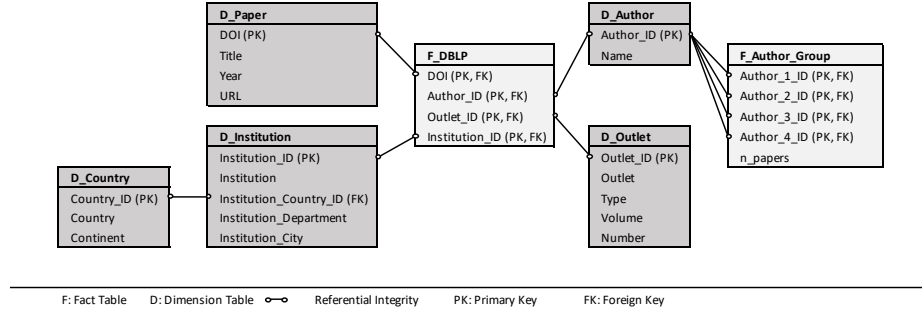 D_Paper
DOI (PK)
Title
Year
URL
F_DBLP
DOI (PK, FK)
Author_ID (PK, FK)
Outlet_ID (PK, FK)
Institution_ID (PK, FK)
D_Author
Author_ID (PK)
Name
F_Author_Group
Author_1_ID (PK, FK)
Author_2_ID (PK, FK)
Author_3_ID (PK, FK)
Author_4_ID (PK, FK)
n_papers
D_Country
Country_ID (PK)
Country
Continent
D_Institution
Institution_ID (PK)
Institution
Institution_Country_ID (FK)
Institution_Department
Institution_City
D_Outlet
Outlet_ID (PK)
Outlet
Type
Volume
Number
F: Fact Table D: Dimension Table Referential Integrity PK: Primary Key FK: Foreign Key